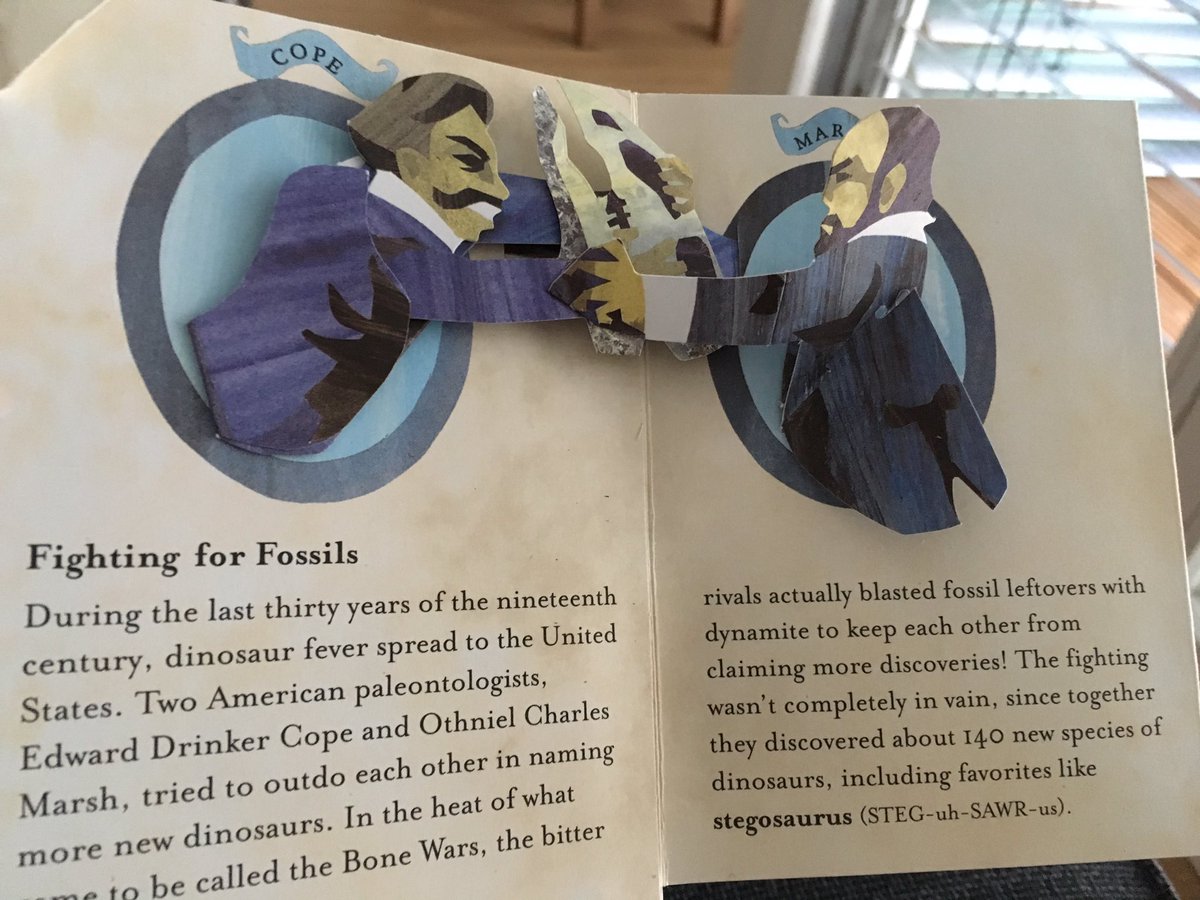 COPE
MAR
Fighting for Fossils
During the last thirty years of the nineteenth
century, dinosaur fever spread to the United
States. Two American paleontologists,
Edward Drinker Cope and Othniel Charles
Marsh, tried to outdo each other in naming
more new dinosaurs. In the heat of what
to be called the Bone Wars, the bitter
rivals actually blasted fossil leftovers with
dynamite to keep each other from
claiming more discoveries! The fighting
wasn't completely in vain, since together
they discovered about 140 new species of
dinosaurs, including favorites like
stegosaurus (STEG-uh-SAWR-us).